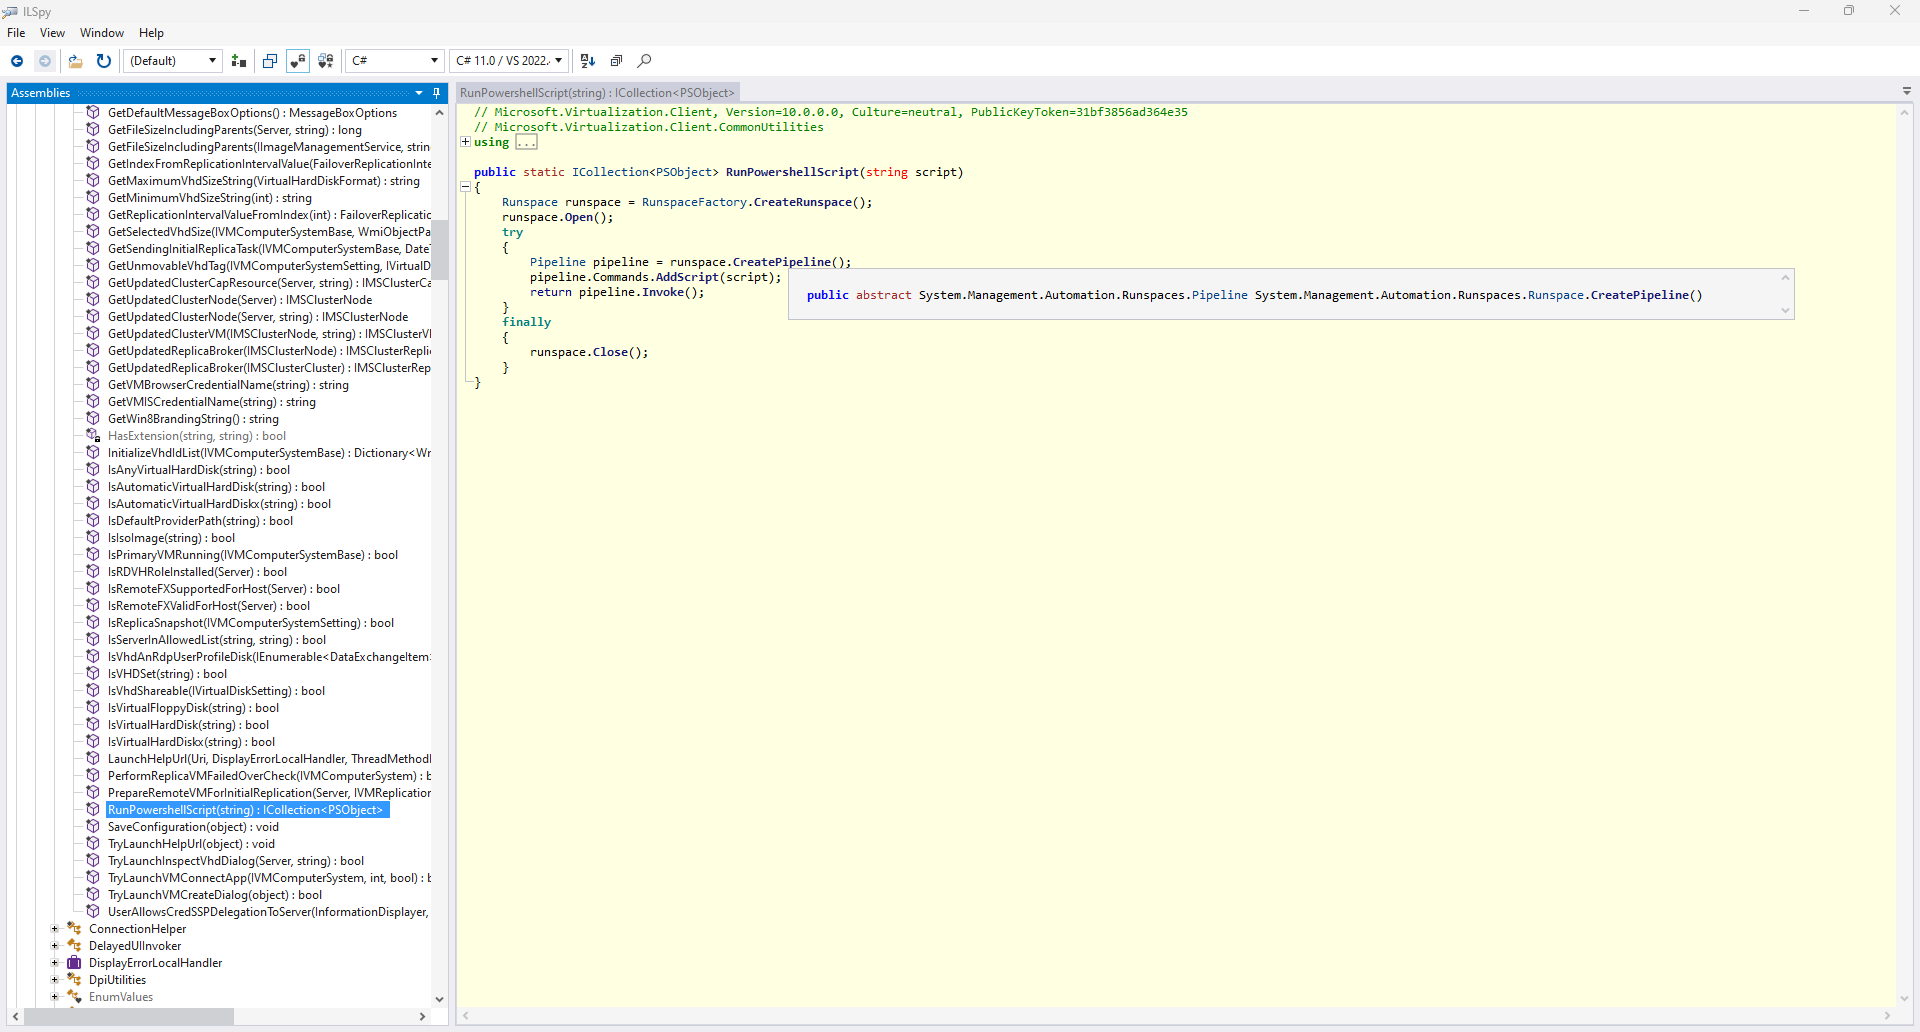 ILSpy
File View Window Help
(Default) C# C# 11.0 / VS 2022.
Assemblies
GetDefaultMessageBoxOptions() : MessageBoxOptions
GetFileSizeIncludingParents(Server, string) : long
GetFileSizeIncludingParents(IImageManagementService, strin
GetIndexFromReplicationIntervalValue(FailoverReplicationInte
GetMaximumVhdSizeString(VirtualHardDiskFormat) : string
GetMinimumVhdSizeString(int) : string
GetReplicationIntervalValueFromIndex(int) : FailoverReplicatic
GetSelectedVhdSize(IVMComputerSystemBase, WmiObjectPa
GetSendingInitialReplicaTask(IVMComputerSystemBase, DateT
GetUnmovableVhdTag(IVMComputerSystemSetting, IVirtualD
GetUpdatedClusterCapResource(Server, string) : IMSClusterCa
GetUpdatedClusterNode(Server) : IMSClusterNode
GetUpdatedClusterNode(Server, string) : IMSClusterNode
GetUpdatedClusterVM(IMSClusterNode, string) : IMSClusterVM
GetUpdatedReplicaBroker(IMSClusterNode) : IMSClusterRepli
GetUpdatedReplicaBroker(IMSClusterCluster) : IMSClusterRep
GetVMBrowserCredentialName(string) : string
GetVMISCredentialName(string) : string
GetWin8BrandingString() : string
HasExtension(string, string) : bool
InitializeVhdIdList(IVMComputerSystemBase) : Dictionary<Wr
IsAnyVirtualHardDisk(string) : bool
IsAutomaticVirtualHardDisk(string) : bool
IsAutomaticVirtualHardDiskx(string) : bool
IsDefaultProviderPath(string) : bool
IsIsoImage(string) : bool
IsPrimaryVMRunning(IVMComputerSystemBase) : bool
IsRDVHRoleInstalled(Server) : bool
IsRemoteFXSupportedForHost(Server) : bool
IsRemoteFXValidForHost(Server) : bool
IsReplicaSnapshot(IVMComputerSystemSetting) : bool
IsServerInAllowedList(string, string) : bool
IsVhdAnRdpUserProfileDisk(IEnumerable<DataExchangeItem>
IsVHDSet(string) : bool
IsVhdShareable(IVirtualDiskSetting) : bool
IsVirtualFloppyDisk(string) : bool
IsVirtualHardDisk(string) : bool
IsVirtualHardDiskx(string) : bool
LaunchHelpUrl(Uri, DisplayErrorLocalHandler, ThreadMethodI
PerformReplicaVMFailedOverCheck(IVMComputerSystem) : b
PrepareRemoteVMForInitialReplication(Server, IVMReplication
RunPowershellScript(string) : ICollection<PSObject>
SaveConfiguration(object) : void
TryLaunchHelpUrl(object) : void
TryLaunchInspectVhdDialog(Server, string) : bool
TryLaunchVMConnectApp(IVMComputerSystem, int, bool) : b
TryLaunchVMCreateDialog(object) : bool
UserAllowsCredSSPDelegationToServer(InformationDisplayer,
ConnectionHelper
DelayedUIInvoker
DisplayErrorLocalHandler
DpiUtilities
EnumValues
RunPowershellScript(string) : ICollection<PSObject>
// Microsoft.Virtualization.Client, Version=10.0.0.0, Culture=neutral, PublicKeyToken=31bf3856ad364e35
// Microsoft.Virtualization.Client.CommonUtilities
using ...
public static ICollection<PSObject> RunPowershellScript(string script)
{
Runspace runspace = RunspaceFactory.CreateRunspace();
runspace.Open();
try
{
Pipeline pipeline = runspace.CreatePipeline();
pipeline.Commands.AddScript(script);
return pipeline.Invoke();
}
finally
{
runspace.Close();
}
}
public abstract System.Management.Automation.Runspaces.Pipeline System.Management.Automation.Runspaces.Runspace.CreatePipeline()